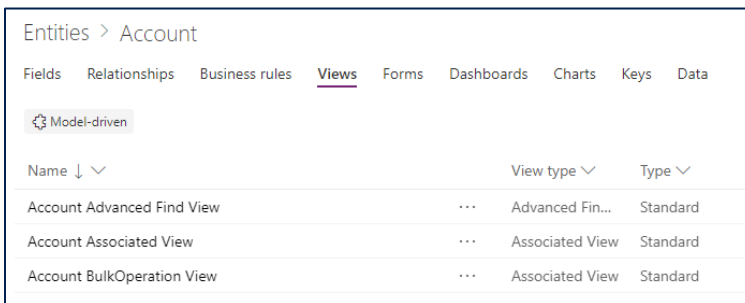 Entities > Account
Fields Relationships Business rules Views Forms Dashboards Charts Keys Data
Model-driven
Name ↓ View type Type
Account Advanced Find View ... Advanced Fin... Standard
Account Associated View ... Associated View Standard
Account BulkOperation View ... Associated View Standard